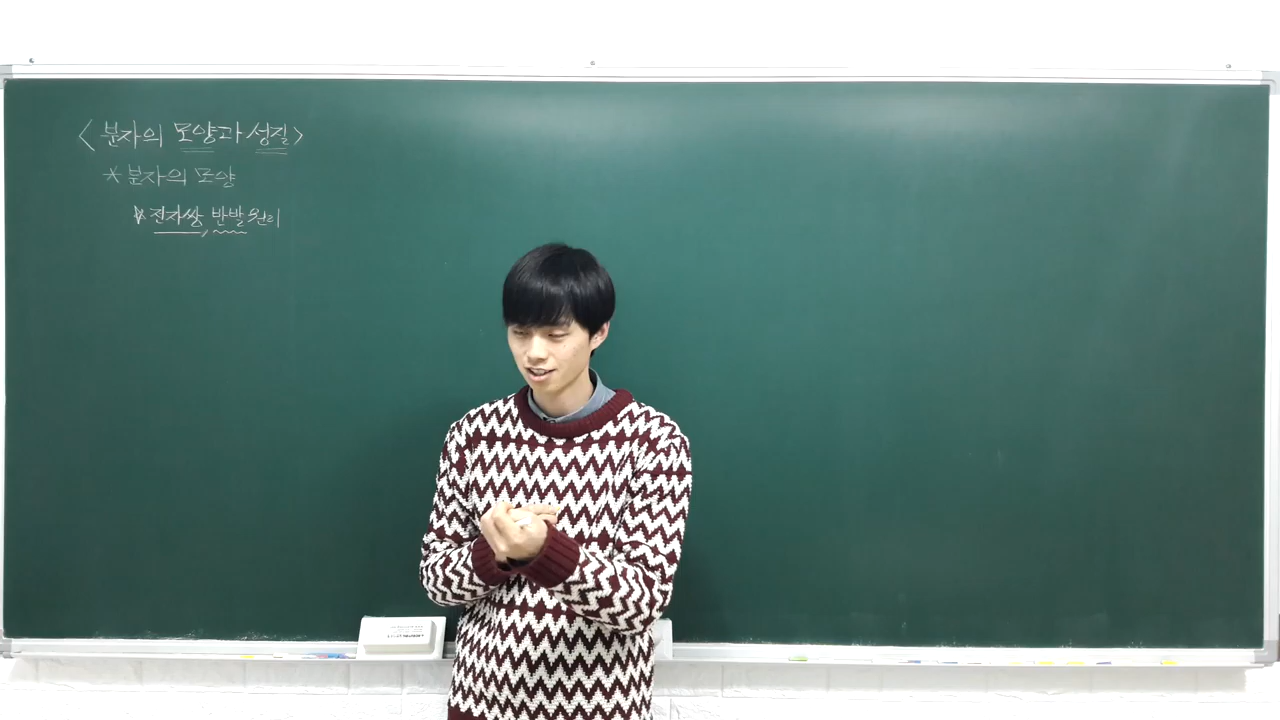 <분자의 모양과 성질>
* 분자의 모양
* 전자쌍, 반발원리